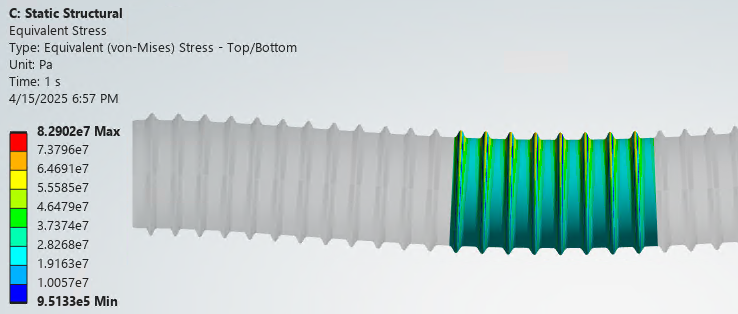 C: Static Structural
Equivalent Stress
Type: Equivalent (von-Mises) Stress - Top/Bottom
Unit: Pa
Time: 1 s
4/15/2025 6:57 PM
8.2902e7 Max
7.3796e7
6.4691e7
5.5585e7
4.6479e7
3.7374e7
2.8268e7
1.9163e7
1.0057e7
9.5133e5 Min